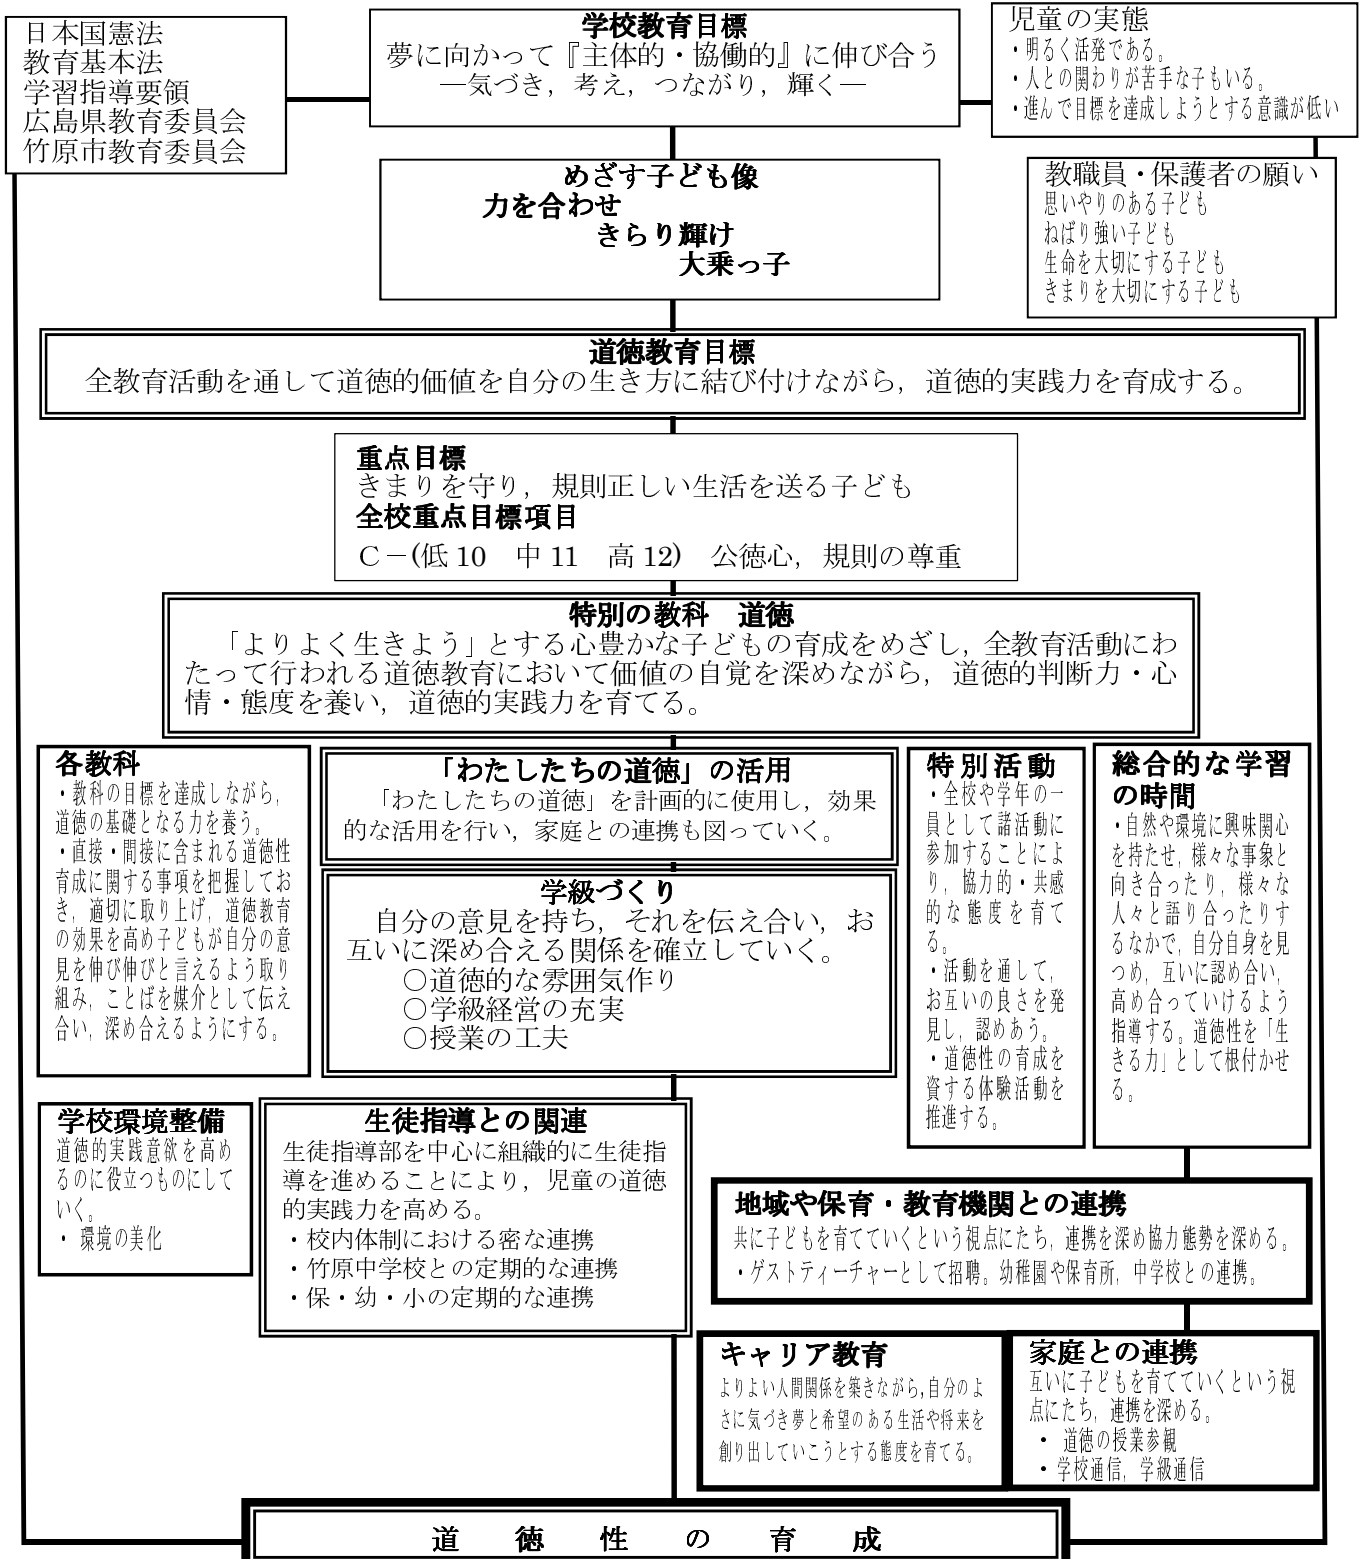 日本国憲法
教育基本法
学習指導要領
広島県教育委員会
竹原市教育委員会
学校教育目標
夢に向かって『主体的・協働的』に伸び合う
―気づき，考え，つながり，輝く―
児童の実態
・明るく活発である。
・人との関わりが苦手な子もいる。
・進んで目標を達成しようとする意識が低い
めざす子ども像
力を合わせ
きらり輝け
大乗っ子
教職員・保護者の願い
思いやりのある子ども
ねばり強い子ども
生命を大切にする子ども
きまりを大切にする子ども
道徳教育目標
全教育活動を通して道徳的価値を自分の生き方に結び付けながら，道徳的実践力を育成する。
重点目標
きまりを守り，規則正しい生活を送る子ども
全校重点目標項目
Ｃ－(低 10　中 11　高 12)　公徳心，規則の尊重
特別の教科　道徳
「よりよく生きよう」とする心豊かな子どもの育成をめざし，全教育活動にわ
たって行われる道徳教育において価値の自覚を深めながら，道徳的判断力・心
情・態度を養い，道徳的実践力を育てる。
各教科
・教科の目標を達成しながら，
道徳の基礎となる力を養う。
・直接・間接に含まれる道徳性
育成に関する事項を把握してお
き，適切に取り上げ，道徳教育
の効果を高め子どもが自分の意
見を伸び伸びと言えるよう取り
組み，ことばを媒介として伝え
合い，深め合えるようにする。
「わたしたちの道徳」の活用
「わたしたちの道徳」を計画的に使用し，効果
的な活用を行い，家庭との連携も図っていく。
学級づくり
自分の意見を持ち，それを伝え合い，お
互いに深め合える関係を確立していく。
○道徳的な雰囲気作り
○学級経営の充実
○授業の工夫
特別活動
・全校や学年の一
員として諸活動に
参加することによ
り，協力的・共感
的な態度を育て
る。
・活動を通して，
お互いの良さを発
見し，認めあう。
・道徳性の育成を
資する体験活動を
推進する。
総合的な学習
の時間
・自然や環境に興味関心
を持たせ，様々な事象と
向き合ったり，様々な
人々と語り合ったりす
るなかで，自分自身を見
つめ，互いに認め合い，
高め合っていけるよう
指導する。道徳性を「生
きる力」として根付かせ
る。
学校環境整備
道徳的実践意欲を高め
るのに役立つものにして
いく。
・ 環境の美化
生徒指導との関連
生徒指導部を中心に組織的に生徒指
導を進めることにより，児童の道徳
的実践力を高める。
・校内体制における密な連携
・竹原中学校との定期的な連携
・保・幼・小の定期的な連携
地域や保育・教育機関との連携
共に子どもを育てていくという視点にたち，連携を深め協力態勢を深める。
・ゲストティーチャーとして招聘。幼稚園や保育所，中学校との連携。
キャリア教育
よりよい人間関係を築きながら,自分のよ
さに気づき夢と希望のある生活や将来を
創り出していこうとする態度を育てる。
家庭との連携
互いに子どもを育てていくという視
点にたち，連携を深める。
・ 道徳の授業参観
・ 学校通信，学級通信
道　徳　性　の　育　成